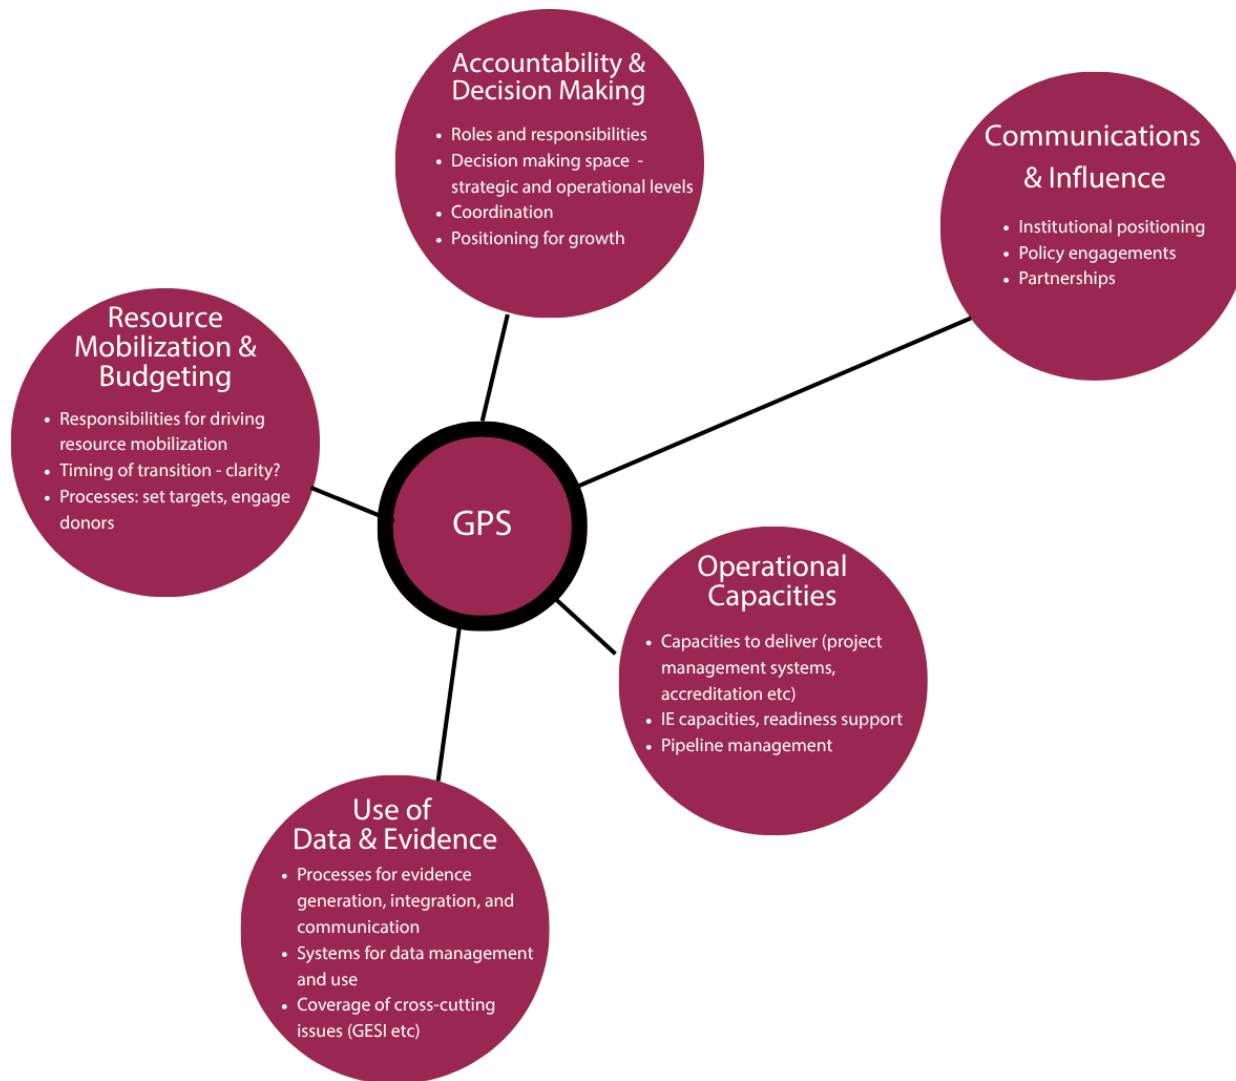 Accountability &
Decision Making
• Roles and responsibilities
• Decision making space -
strategic and operational levels
• Coordination
• Positioning for growth
Communications
& Influence
• Institutional positioning
• Policy engagements
• Partnerships
Resource
Mobilization &
Budgeting
• Responsibilities for driving
resource mobilization
• Timing of transition - clarity?
• Processes: set targets, engage
donors
GPS
Operational
Capacities
• Capacities to deliver (project
management systems,
accreditation etc)
• IE capacities, readiness support
• Pipeline management
Use of
Data & Evidence
• Processes for evidence
generation, integration, and
communication
• Systems for data management
and use
• Coverage of cross-cutting
issues (GESI etc)